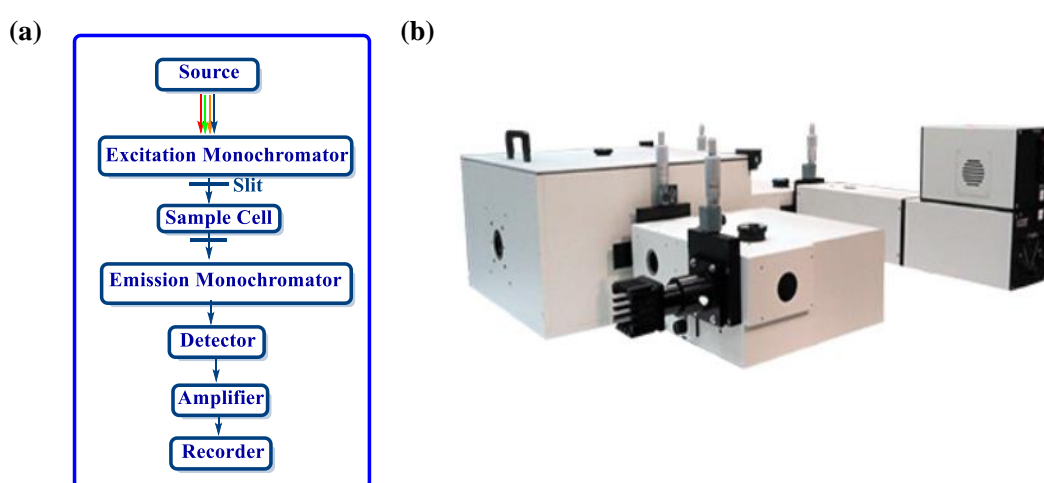 (a)
(b)
Source
Excitation Monochromator
Slit
Sample Cell
Emission Monochromator
Detector
Amplifier
Recorder